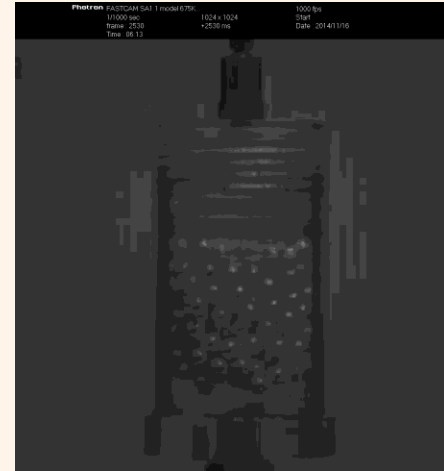 Photron FASTCAM SA1.1 model 675K... 1000 fps
1/1000 sec 1024 x 1024 Start
frame : 2530 +2530 ms Date : 2014/11/16
Time : 06:13